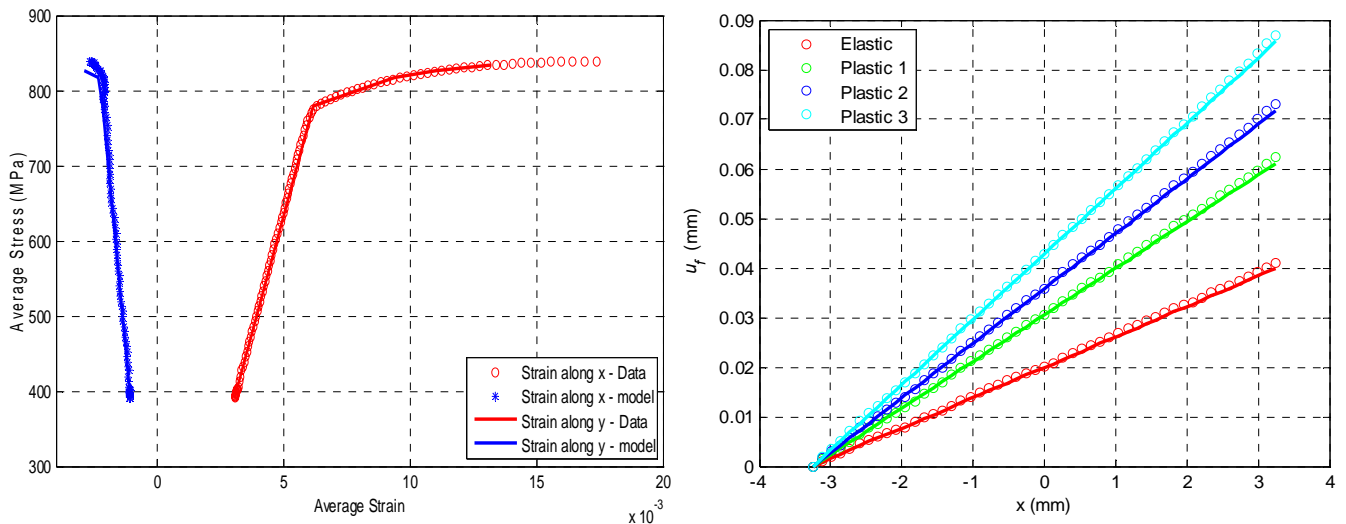 900
800
700
600
500
400
300
Average Stress (MPa)
0
5
10
15
20
Average Strain
x 10⁻³
Strain along x - Data
Strain along x - model
Strain along y - Data
Strain along y - model
0.09
0.08
0.07
0.06
0.05
0.04
0.03
0.02
0.01
0
u_f (mm)
-4
-3
-2
-1
0
1
2
3
4
x (mm)
Elastic
Plastic 1
Plastic 2
Plastic 3